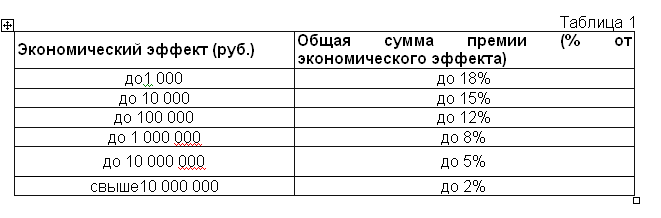 Таблица 1
Экономический эффект (руб.)
Общая сумма премии (% от
экономического эффекта)
до1 000
до 18%
до 10 000
до 15%
до 100 000
до 12%
до 1 000 000
до 8%
до 10 000 000
до 5%
свыше10 000 000
до 2%